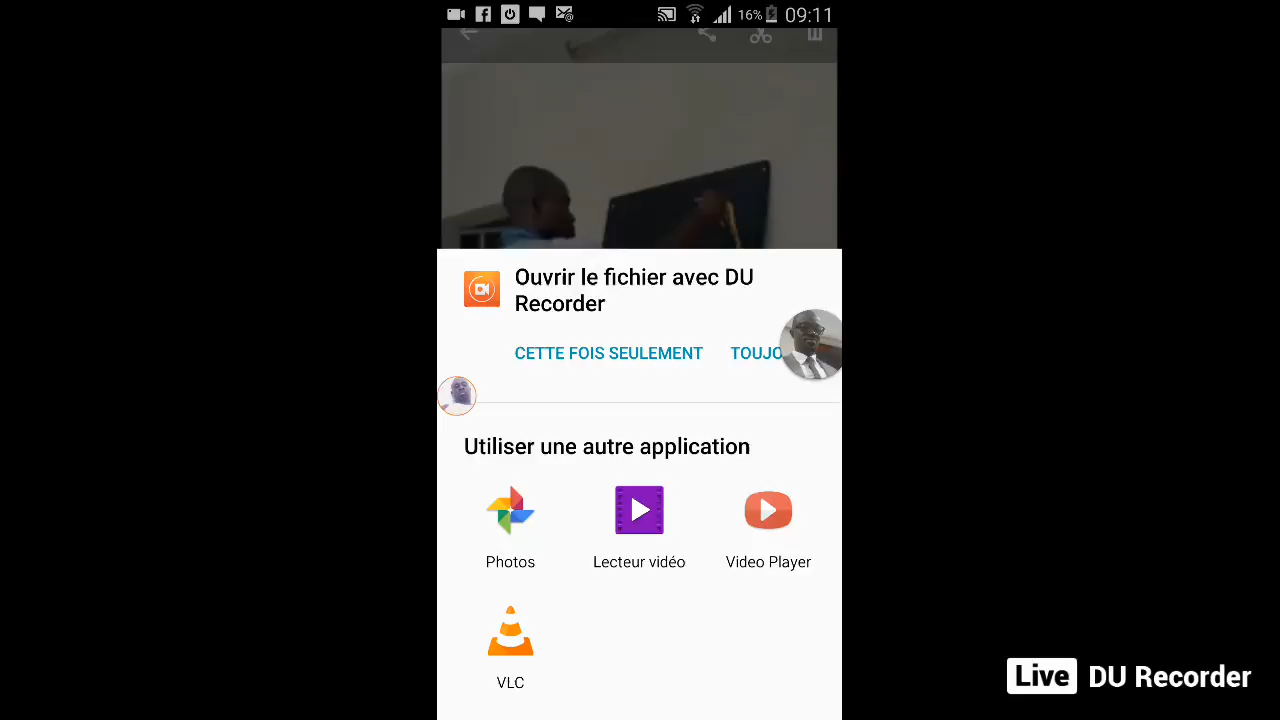 16% 09:11
Ouvrir le fichier avec DU
Recorder
CETTE FOIS SEULEMENT TOUJO
Utiliser une autre application
Photos Lecteur vidéo Video Player
VLC
Live DU Recorder